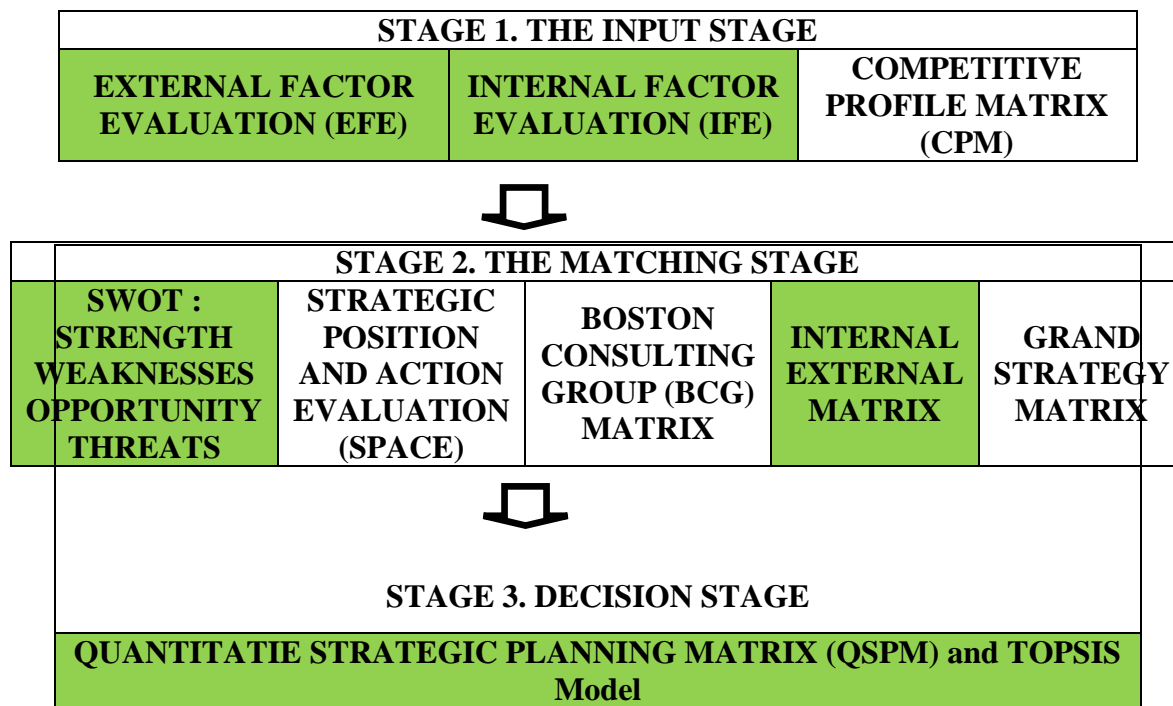 STAGE 1. THE INPUT STAGE
EXTERNAL FACTOR
EVALUATION (EFE)
INTERNAL FACTOR
EVALUATION (IFE)
COMPETITIVE
PROFILE MATRIX
(CPM)
STAGE 2. THE MATCHING STAGE
SWOT :
STRENGTH
WEAKNESSES
OPPORTUNITY
THREATS
STRATEGIC
POSITION
AND ACTION
EVALUATION
(SPACE)
BOSTON
CONSULTING
GROUP (BCG)
MATRIX
INTERNAL
EXTERNAL
MATRIX
GRAND
STRATEGY
MATRIX
STAGE 3. DECISION STAGE
QUANTITATIE STRATEGIC PLANNING MATRIX (QSPM) and TOPSIS
Model